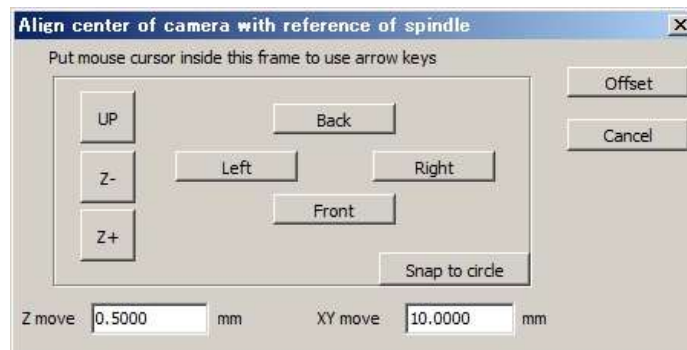 Align center of camera with reference of spindle
Put mouse cursor inside this frame to use arrow keys
Offset
UP
Back
Cancel
Z-
Left
Right
Front
Z+
Snap to circle
Z move 0.5000 mm XY move 10.0000 mm